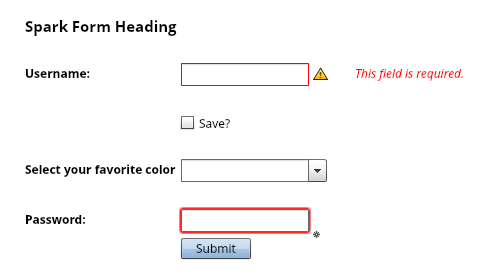 Spark Form Heading
Username:
This field is required.
Save?
Select your favorite color
Password:
Submit